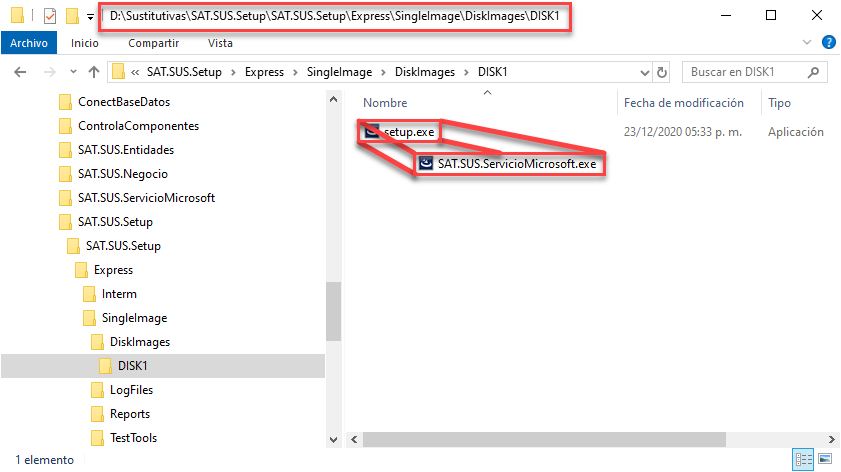 D:\Sustitutivas\SAT.SUS.Setup\SAT.SUS.Setup\Express\SingleImage\DiskImages\DISK1
Archivo Inicio Compartir Vista
« SAT.SUS.Setup › Express › SingleImage › DiskImages › DISK1 Buscar en DISK1
Nombre Fecha de modificación Tipo
setup.exe 23/12/2020 05:33 p. m. Aplicación
SAT.SUS.ServicioMicrosoft.exe
ConectBaseDatos
ControlaComponentes
SAT.SUS.Entidades
SAT.SUS.Negocio
SAT.SUS.ServicioMicrosoft
SAT.SUS.Setup
SAT.SUS.Setup
Express
Interm
SingleImage
DiskImages
DISK1
LogFiles
Reports
TestTools
1 elemento